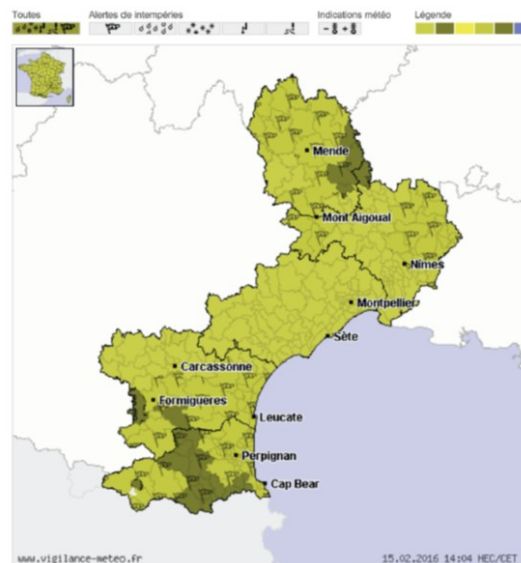 Toutes Alertes de intempéries Indications météo Légende
Mende
Mont Aigoual
Nimes
Montpellier
Sète
Carcassonne
Formigueres
Leucate
Perpignan
Cap Bear
www.vigilance-meteo.fr 15.02.2016 14:04 HEC/CET